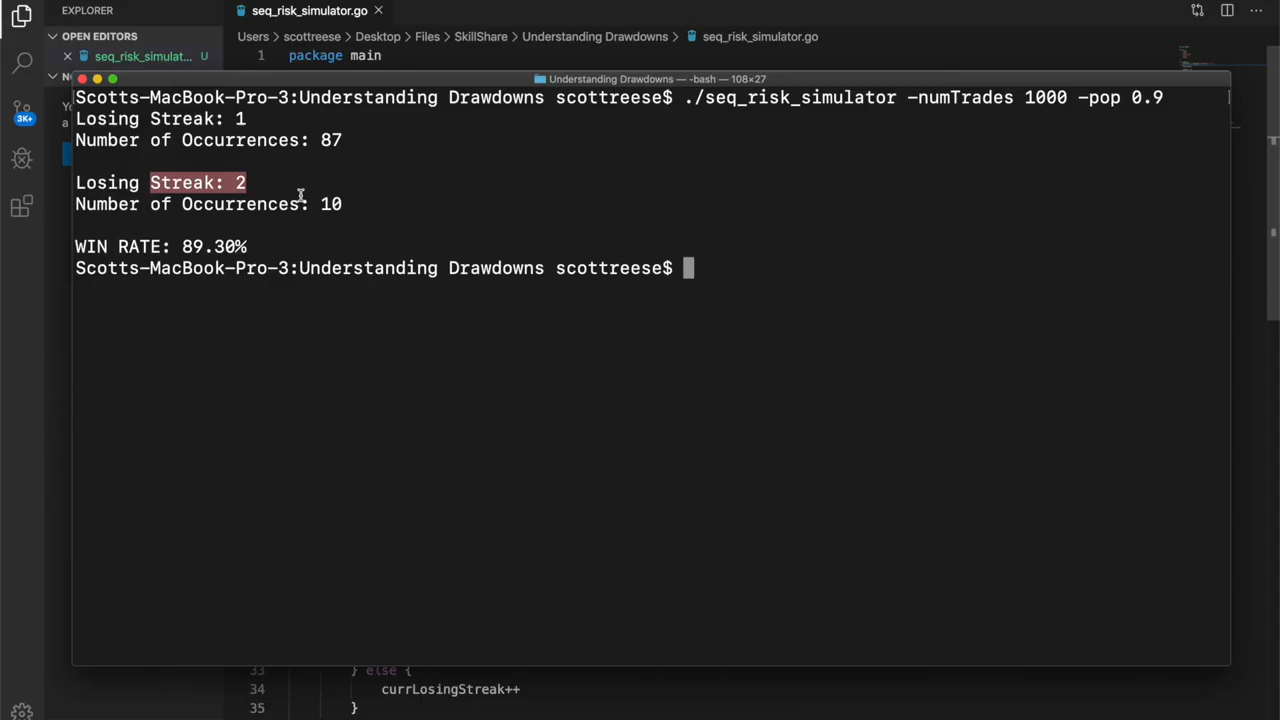 EXPLORER
seq_risk_simulator.go
OPEN EDITORS
seq_risk_simulat... U
Users > scottreese > Desktop > Files > SkillShare > Understanding Drawdowns > seq_risk_simulator.go
1 package main
Understanding Drawdowns — -bash — 108×27
Scotts-MacBook-Pro-3:Understanding Drawdowns scottreese$ ./seq_risk_simulator -numTrades 1000 -pop 0.9
Losing Streak: 1
Number of Occurrences: 87
Losing Streak: 2
Number of Occurrences: 10
WIN RATE: 89.30%
Scotts-MacBook-Pro-3:Understanding Drawdowns scottreese$
3K+
33 } else {
34 currLosingStreak++
35 }